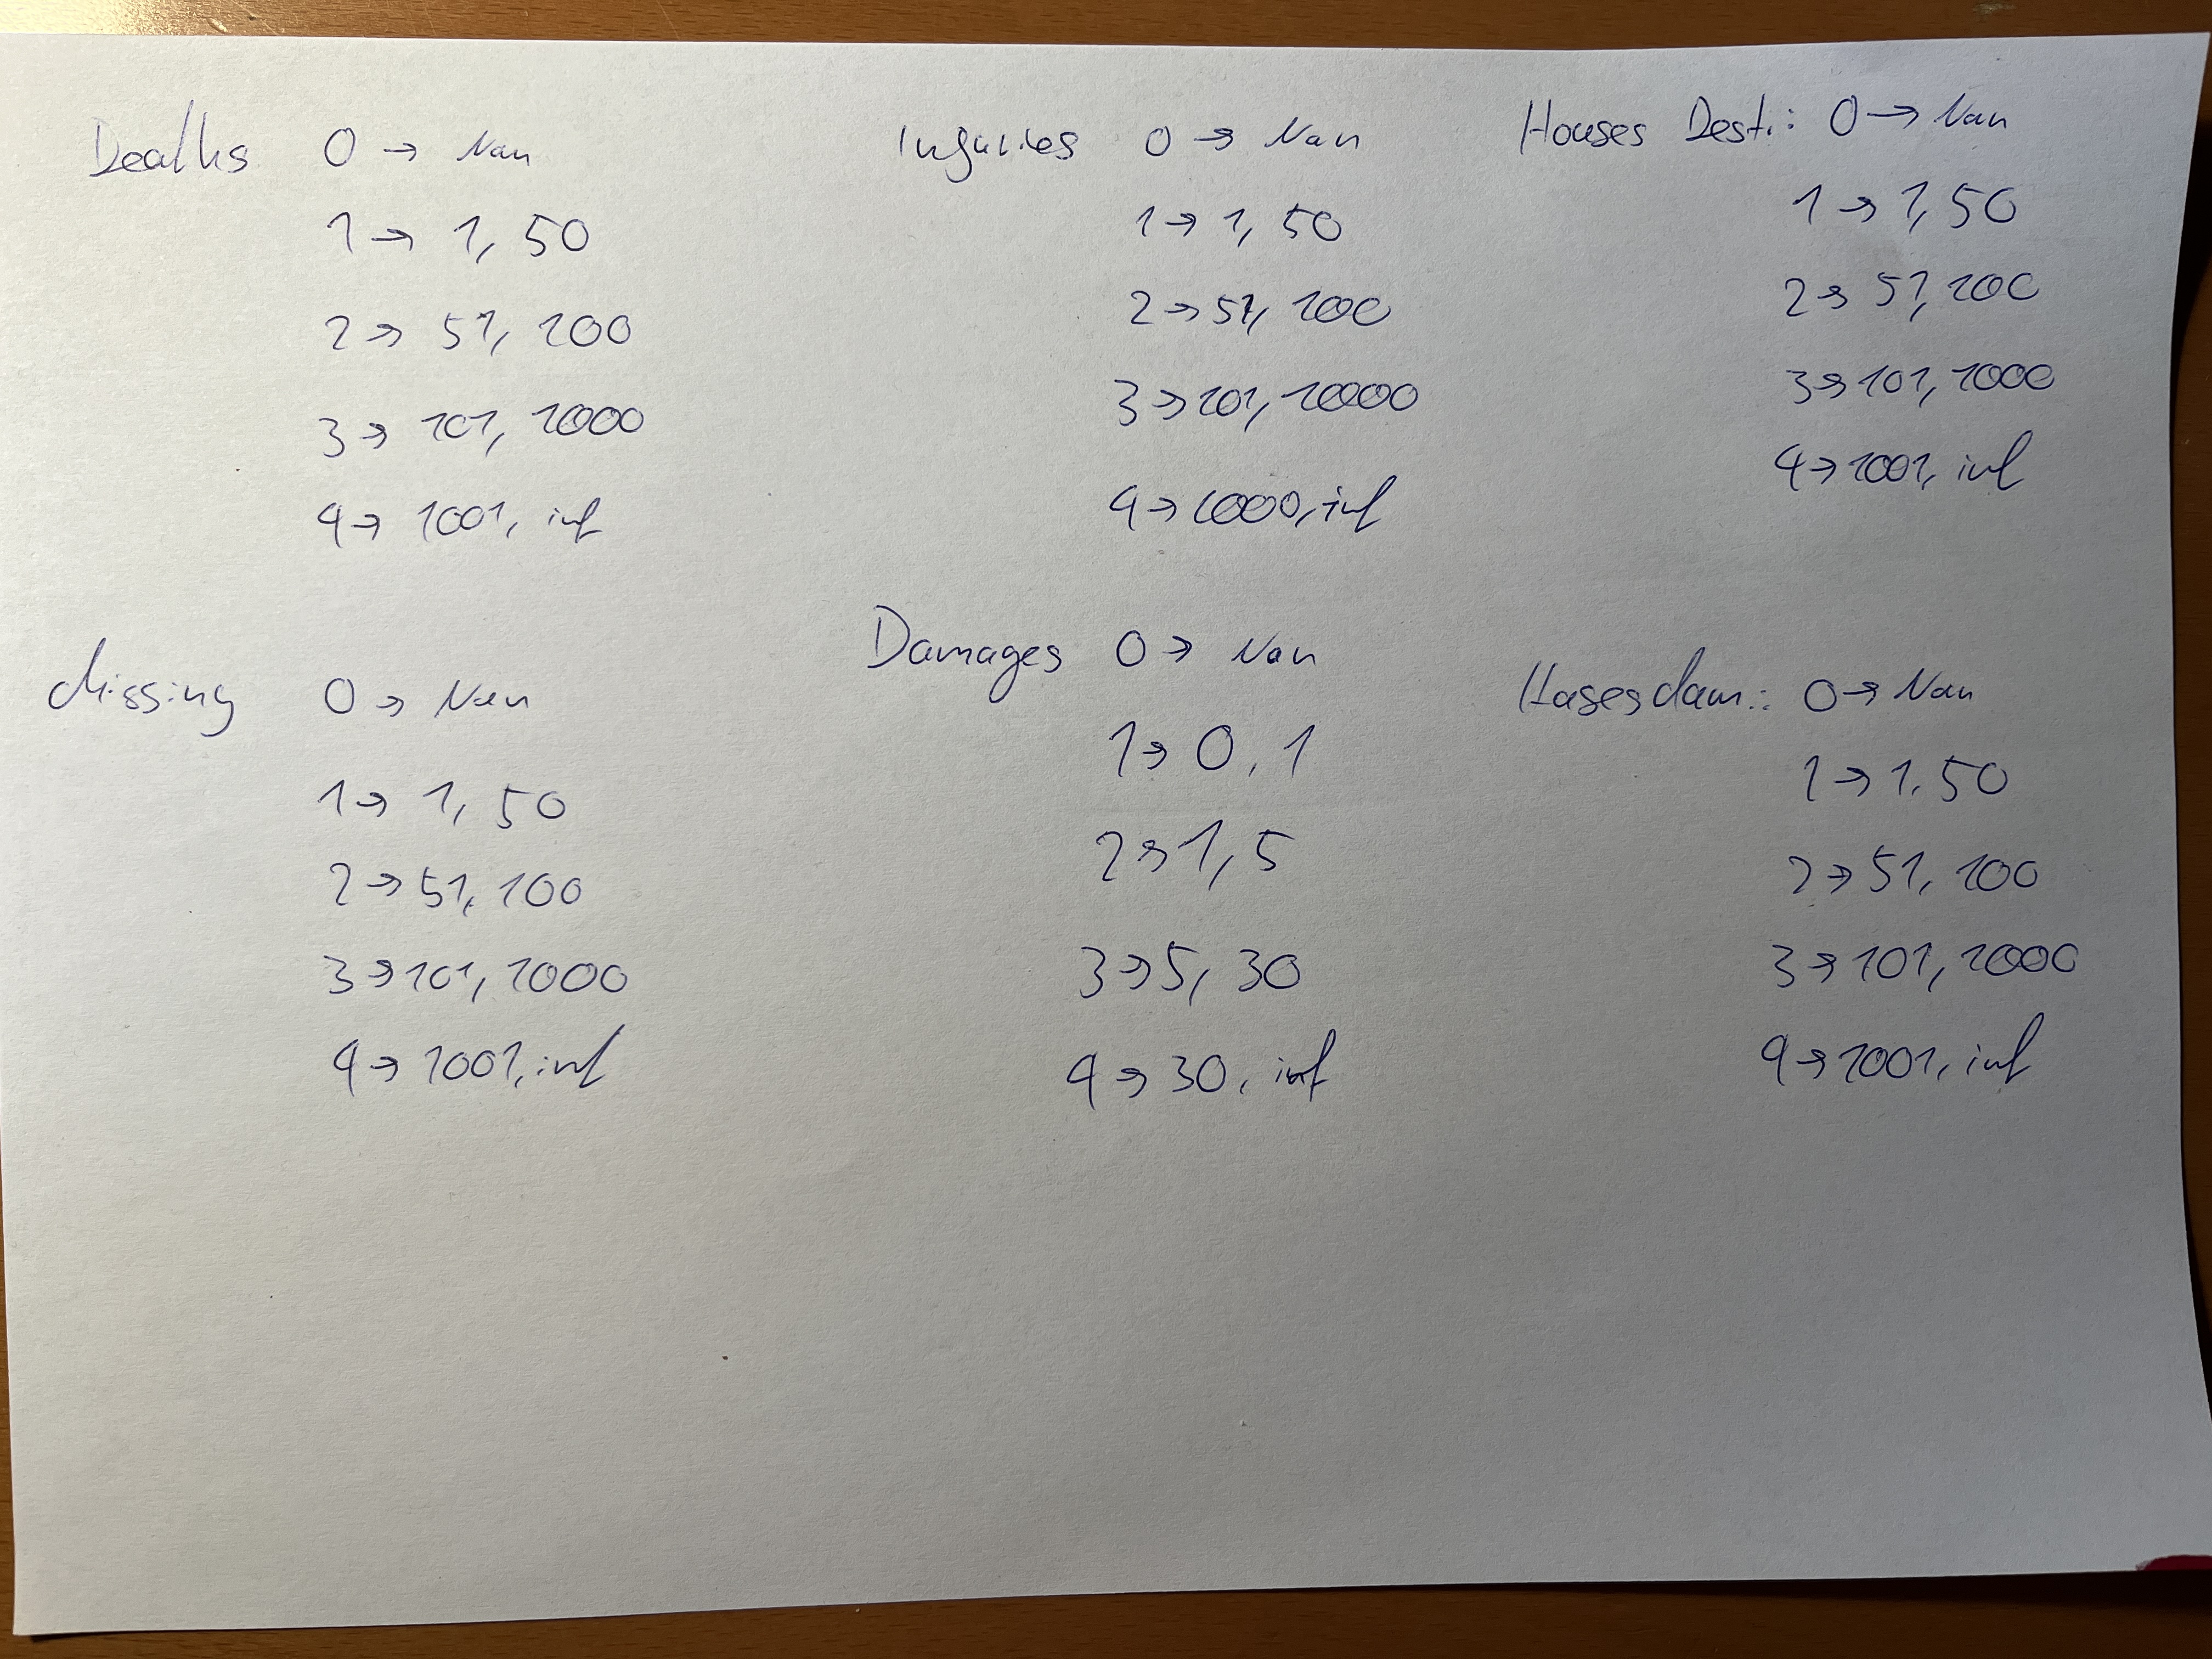 Deaths 0 → Nan
1 → 1, 50
2 → 51, 100
3 → 101, 1000
4 → 1001, inf
Injuries 0 → Nan
1 → 1, 50
2 → 51, 100
3 → 101, 10000
4 → 1000, inf
Houses Dest.: 0 → Nan
1 → 1, 50
2 → 51, 100
3 → 101, 1000
4 → 1001, inf
Missing 0 → Nan
1 → 1, 50
2 → 51, 100
3 → 101, 1000
4 → 1001, inf
Damages 0 → Nan
1 → 0, 1
2 → 1, 5
3 → 5, 30
4 → 30, inf
Hases dam.: 0 → Nan
1 → 1, 50
2 → 51, 100
3 → 101, 1000
4 → 1001, inf